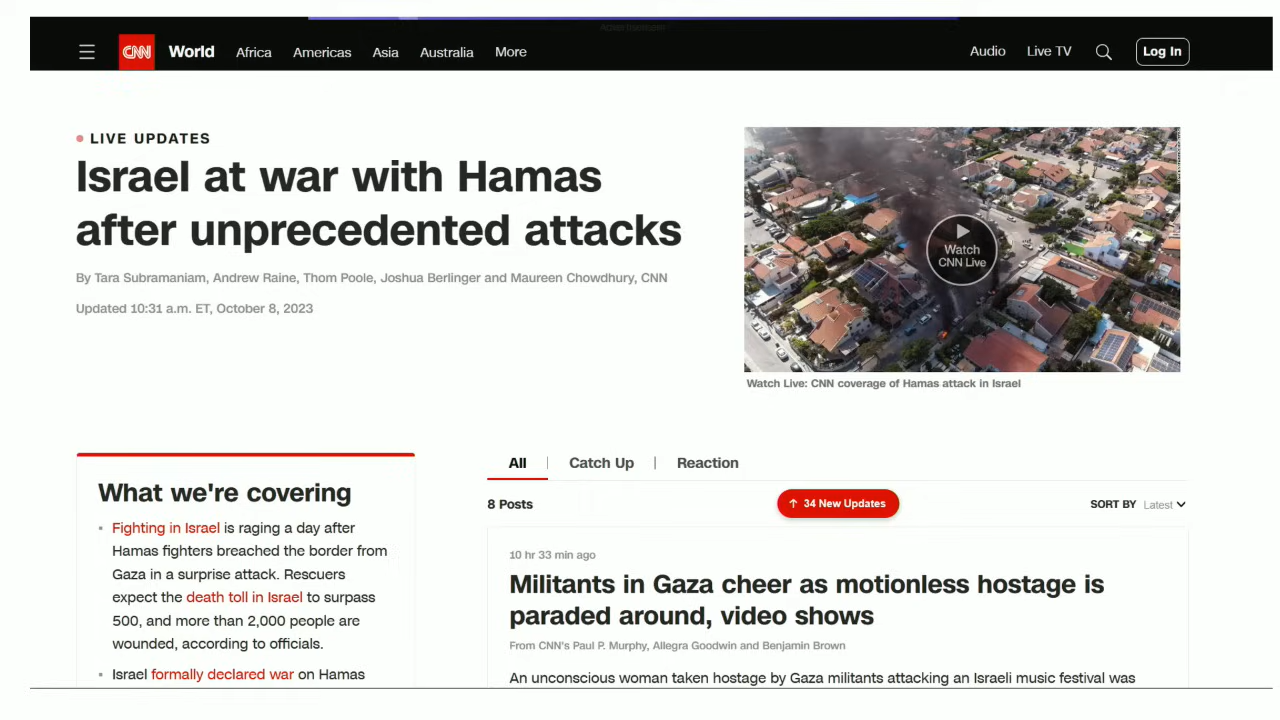 Advertisement
CNN World Africa Americas Asia Australia More Audio Live TV Log In
LIVE UPDATES
Israel at war with Hamas
after unprecedented attacks
By Tara Subramaniam, Andrew Raine, Thom Poole, Joshua Berlinger and Maureen Chowdhury, CNN
Updated 10:31 a.m. ET, October 8, 2023
Watch
CNN Live
Watch Live: CNN coverage of Hamas attack in Israel
What we're covering
• Fighting in Israel is raging a day after
Hamas fighters breached the border from
Gaza in a surprise attack. Rescuers
expect the death toll in Israel to surpass
500, and more than 2,000 people are
wounded, according to officials.
• Israel formally declared war on Hamas
All | Catch Up | Reaction
8 Posts ↑ 34 New Updates SORT BY Latest
10 hr 33 min ago
Militants in Gaza cheer as motionless hostage is
paraded around, video shows
From CNN's Paul P. Murphy, Allegra Goodwin and Benjamin Brown
An unconscious woman taken hostage by Gaza militants attacking an Israeli music festival was